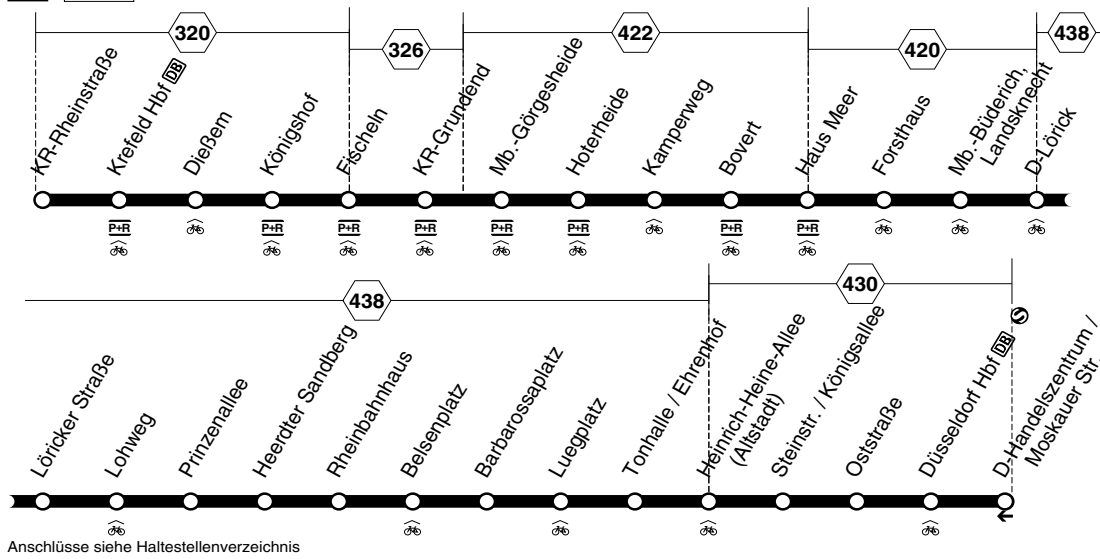 320
326
422
420
438
KR-Rheinstraße
Krefeld Hbf DB
Dießem
Königshof
Fischeln
KR-Grundend
Mb.-Görgesheide
Hoterheide
Kamperweg
Bovert
Haus Meer
Forsthaus
Mb.-Büderich,
Landsknecht
D-Lörick
P+R
P+R
P+R
P+R
P+R
P+R
P+R
P+R
438
430
Löricker Straße
Lohweg
Prinzenallee
Heerdter Sandberg
Rheinbahnhaus
Belsenplatz
Barbarossaplatz
Luegplatz
Tonhalle / Ehrenhof
Heinrich-Heine-Allee
(Altstadt)
Steinstr. / Königsallee
Oststraße
Düsseldorf Hbf DB S
D-Handelszentrum /
Moskauer Str.
Anschlüsse siehe Haltestellenverzeichnis